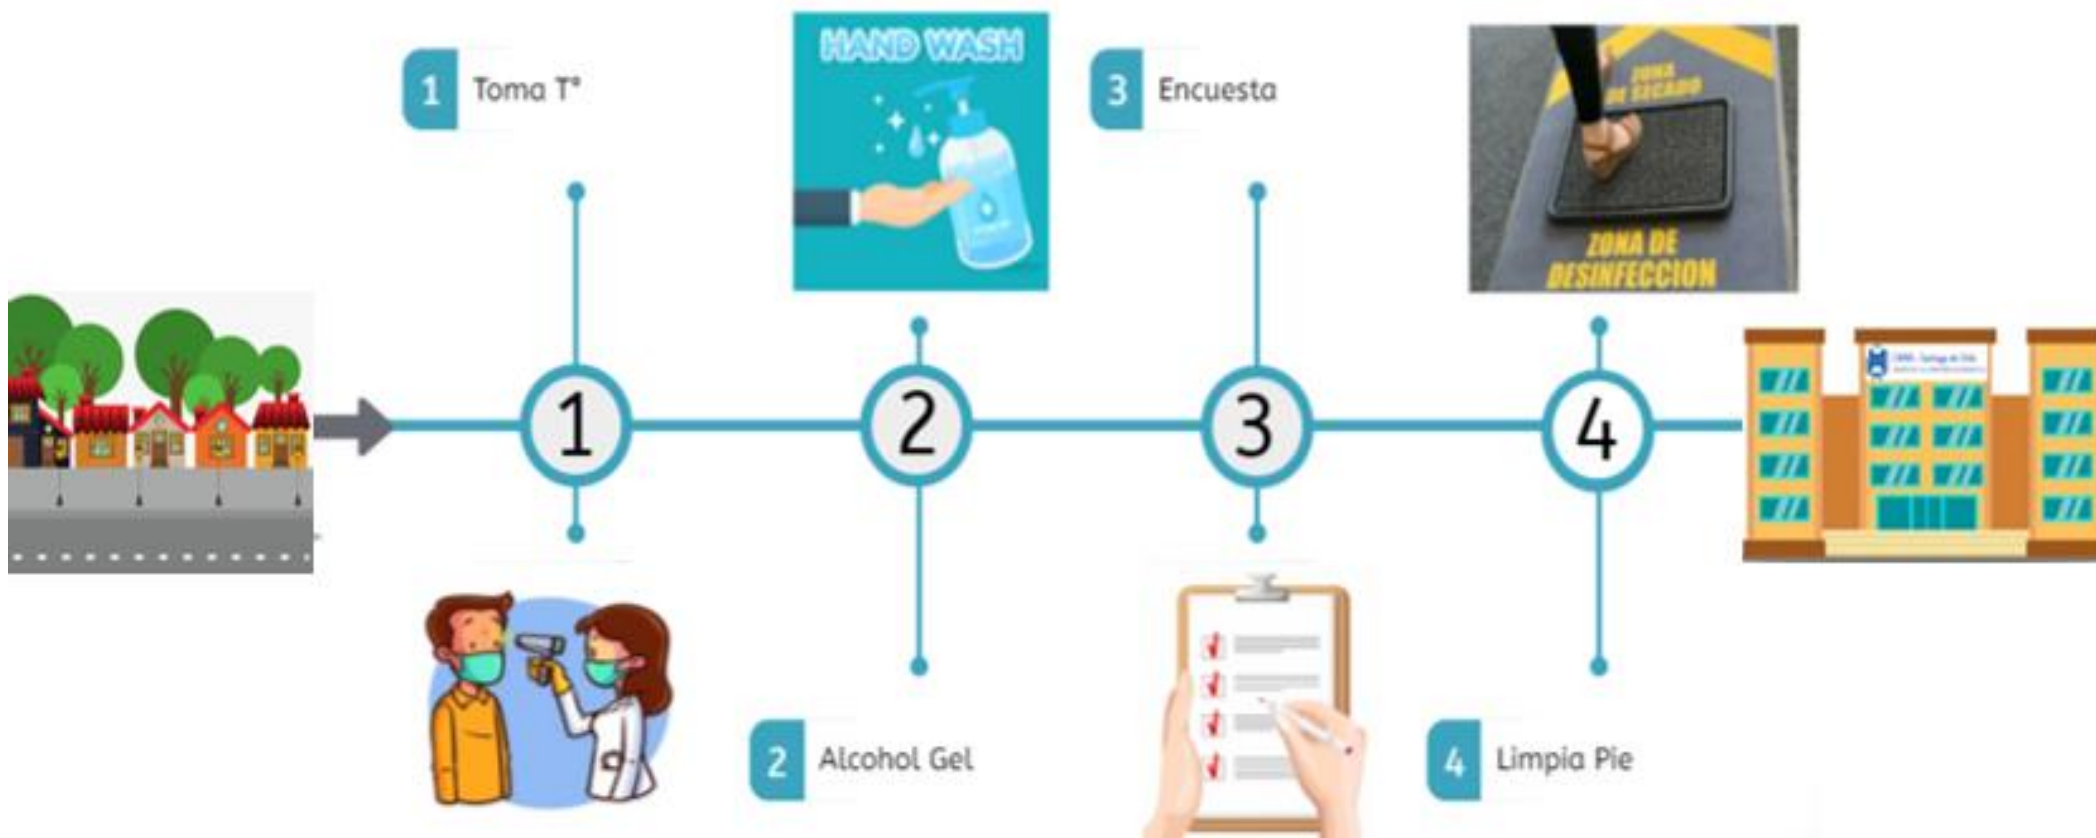 1 Toma T°
HAND WASH
3 Encuesta
ZONA
DE SECADO
ZONA DE
DESINFECCION
1
2
3
4
2 Alcohol Gel
4 Limpia Pie